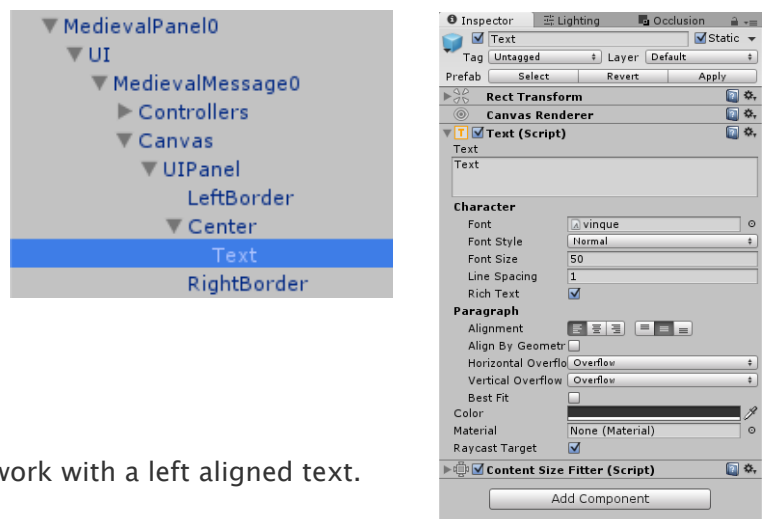 MedievalPanel0
UI
MedievalMessage0
Controllers
Canvas
UIPanel
LeftBorder
Center
Text
RightBorder
work with a left aligned text.
Inspector Lighting Occlusion
Text Static
Tag Untagged Layer Default
Prefab Select Revert Apply
Rect Transform
Canvas Renderer
Text (Script)
Text
Text
Character
Font vinque
Font Style Normal
Font Size 50
Line Spacing 1
Rich Text
Paragraph
Alignment
Align By Geometr
Horizontal Overflo Overflow
Vertical Overflow Overflow
Best Fit
Color
Material None (Material)
Raycast Target
Content Size Fitter (Script)
Add Component